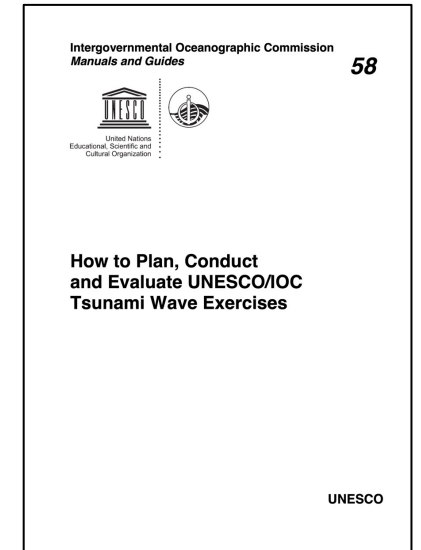 Intergovernmental Oceanographic Commission
Manuals and Guides
58
UNESCO
United Nations
Educational, Scientific and
Cultural Organization
How to Plan, Conduct
and Evaluate UNESCO/IOC
Tsunami Wave Exercises
UNESCO